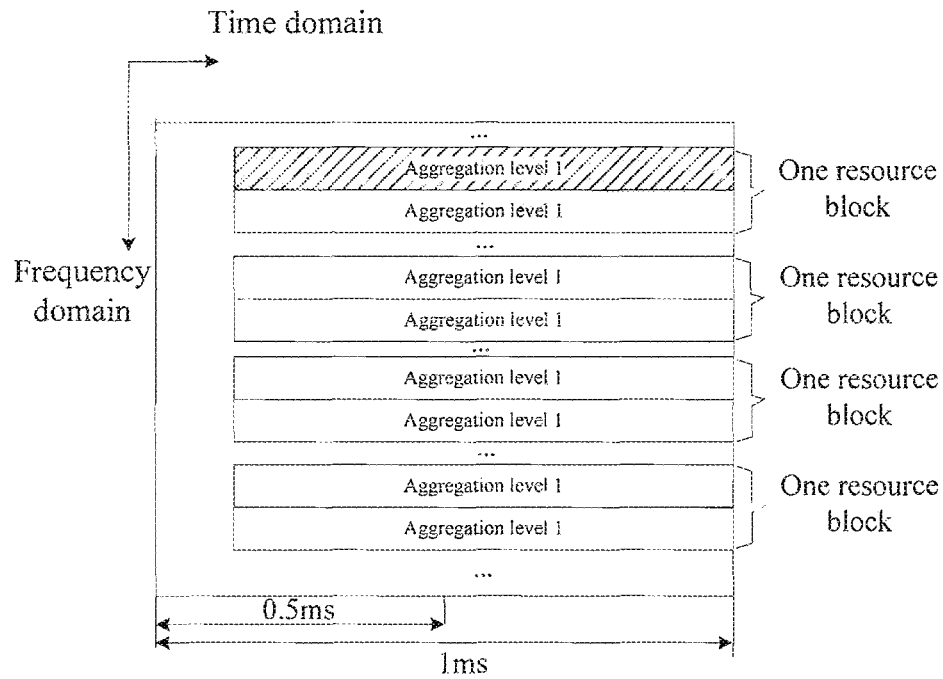 Time domain
...
Aggregation level 1
One resource
block
Aggregation level 1
...
Frequency
domain
Aggregation level 1
One resource
block
Aggregation level 1
...
Aggregation level 1
One resource
block
Aggregation level 1
...
Aggregation level 1
One resource
block
Aggregation level 1
...
0.5ms
1ms